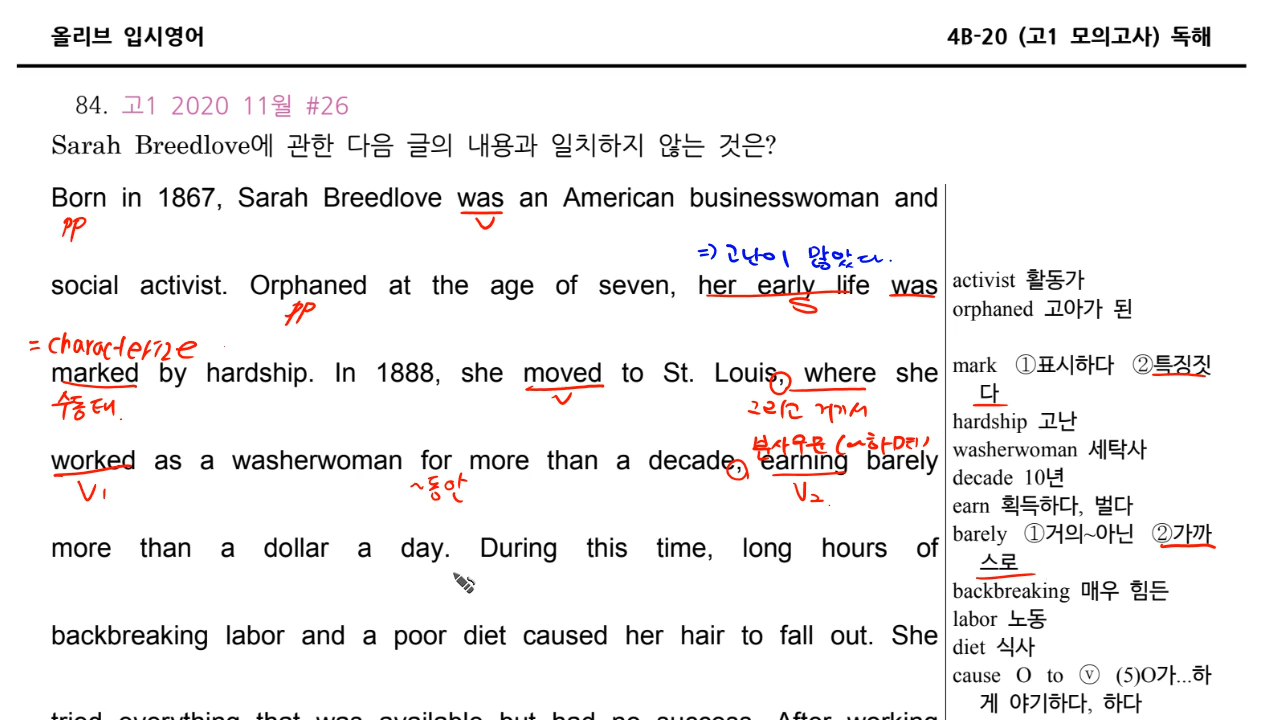 올리브 입시영어
4B-20 (고1 모의고사) 독해
84. 고1 2020 11월 #26
Sarah Breedlove에 관한 다음 글의 내용과 일치하지 않는 것은?
Born in 1867, Sarah Breedlove was an American businesswoman and
pp
V
=) 고난이 많았다.
social activist. Orphaned at the age of seven, her early life was
pp
S
= characterize
marked by hardship. In 1888, she moved to St. Louis, where she
수동태.
V
그리고 거기서
분사구문 (~하면서)
worked as a washerwoman for more than a decade, earning barely
V1
~동안
V2
more than a dollar a day. During this time, long hours of
backbreaking labor and a poor diet caused her hair to fall out. She
tried everything that was available but had no success. After working
activist 활동가
orphaned 고아가 된
mark ①표시하다 ②특징짓
다
hardship 고난
washerwoman 세탁사
decade 10년
earn 획득하다, 벌다
barely ①거의~아닌 ②가까
스로
backbreaking 매우 힘든
labor 노동
diet 식사
cause O to ⓥ (5)O가...하
게 야기하다, 하다